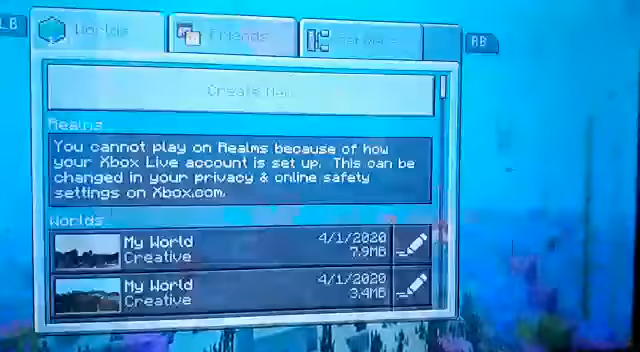 LB
Worlds
Friends
Servers
RB
Create New
Realms
You cannot play on Realms because of how
your Xbox Live account is set up. This can be
changed in your privacy & online safety
settings on Xbox.com.
Worlds
My World
4/1/2020
Creative
7.9MB
My World
4/1/2020
Creative
3.4MB